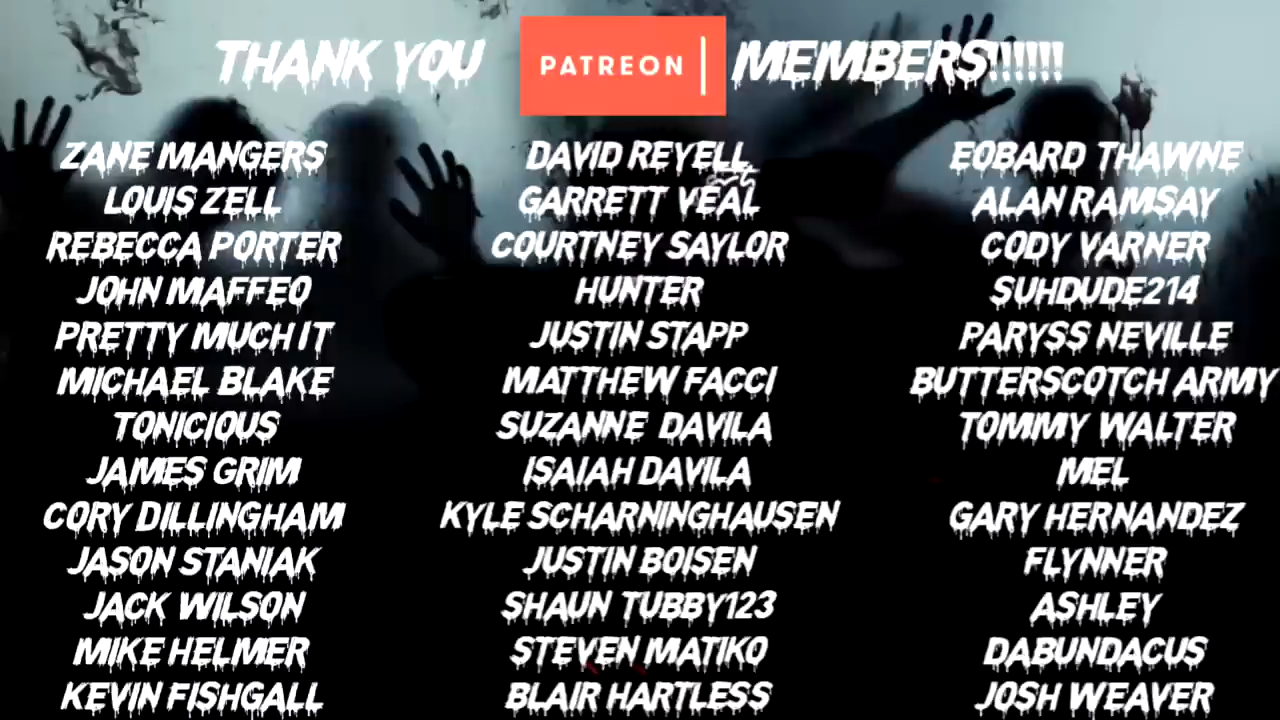 THANK YOU PATREON MEMBERS!!!!!!
ZANE MANGERS
LOUIS ZELL
REBECCA PORTER
JOHN MAFFEO
PRETTY MUCH IT
MICHAEL BLAKE
TONICIOUS
JAMES GRIM
CORY DILLINGHAM
JASON STANIAK
JACK WILSON
MIKE HELMER
KEVIN FISHGALL
DAVID REYELL
GARRETT VEAL
COURTNEY SAYLOR
HUNTER
JUSTIN STAPP
MATTHEW FACCI
SUZANNE DAVILA
ISAIAH DAVILA
KYLE SCHARNINGHAUSEN
JUSTIN BOISEN
SHAUN TUBBY123
STEVEN MATIKO
BLAIR HARTLESS
EOBARD THAWNE
ALAN RAMSAY
CODY VARNER
SUHDUDE214
PARYSS NEVILLE
BUTTERSCOTCH ARMY
TOMMY WALTER
MEL
GARY HERNANDEZ
FLYNNER
ASHLEY
DABUNDACUS
JOSH WEAVER